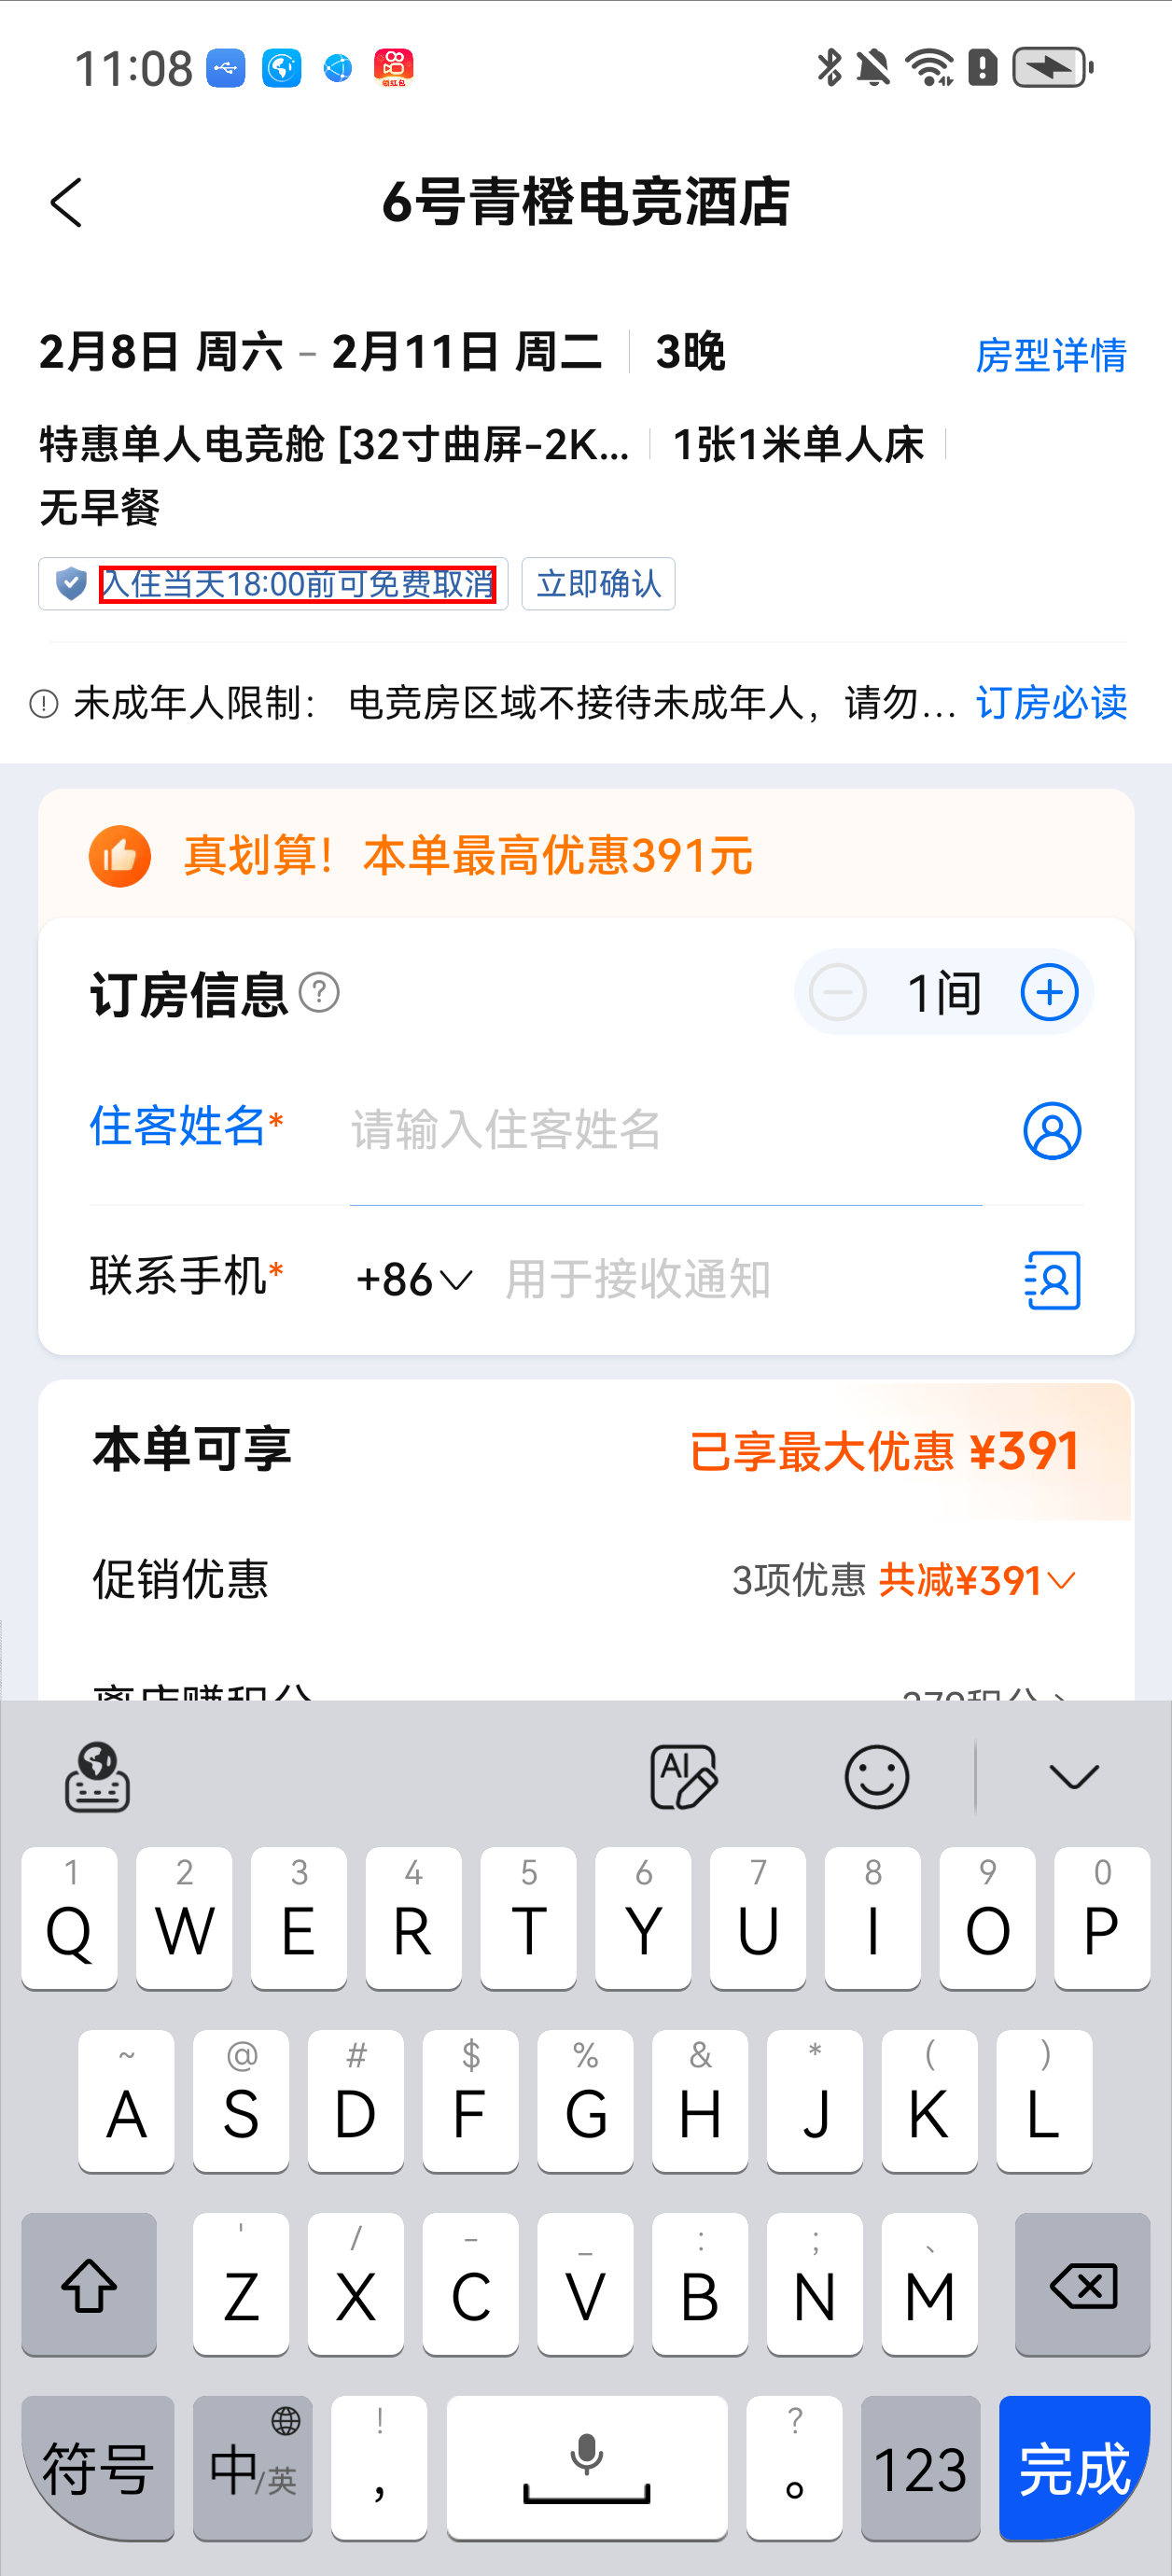 11:08
领红包
6号青橙电竞酒店
2月8日 周六 - 2月11日 周二 3晚 房型详情
特惠单人电竞舱 [32寸曲屏-2K... 1张1米单人床
无早餐
入住当天18:00前可免费取消 立即确认
未成年人限制： 电竞房区域不接待未成年人，请勿... 订房必读
真划算！本单最高优惠391元
订房信息 ? 1间
住客姓名* 请输入住客姓名
联系手机* +86 用于接收通知
本单可享 已享最大优惠 ¥391
促销优惠 3项优惠 共减¥391
AI
1 2 3 4 5 6 7 8 9 0
Q W E R T Y U I O P
~ @ # $ % & * ( )
A S D F G H J K L
' / - _ : ; 、
Z X C V B N M
! ?
符号 中/英 ， 。 123 完成